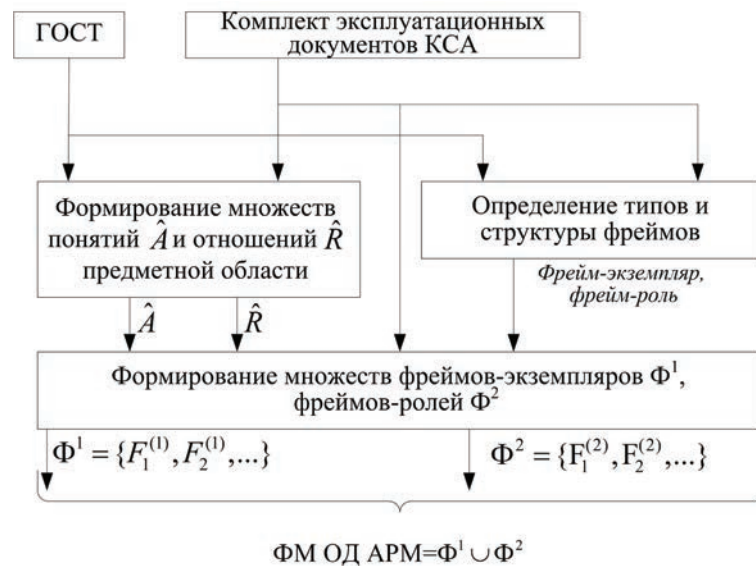 ГОСТ
Комплект эксплуатационных
документов КСА
Формирование множеств
понятий Â и отношений R̂
предметной области
Определение типов и
структуры фреймов
Фрейм-экземпляр,
фрейм-роль
Â
R̂
Формирование множеств фреймов-экземпляров Φ¹,
фреймов-ролей Φ²
Φ¹ = {F₁⁽¹⁾, F₂⁽¹⁾,...}
Φ² = {F₁⁽²⁾, F₂⁽²⁾,...}
ФМ ОД АРМ=Φ¹ ∪ Φ²